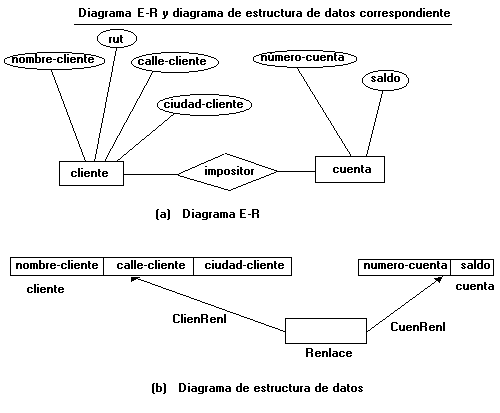 Diagrama E-R y diagrama de estructura de datos correspondiente
rut
nombre-cliente
calle-cliente
numero-cuenta
saldo
ciudad-cliente
cliente
impositor
cuenta
(a) Diagrama E-R
nombre-cliente calle-cliente ciudad-cliente
numero-cuenta saldo
cliente
cuenta
ClienRenl
CuenRenl
Renlace
(b) Diagrama de estructura de datos